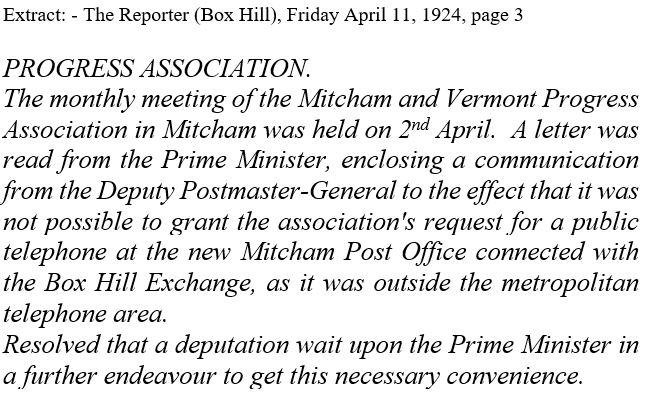 Extract: - The Reporter (Box Hill), Friday April 11, 1924, page 3
PROGRESS ASSOCIATION.
The monthly meeting of the Mitcham and Vermont Progress
Association in Mitcham was held on 2nd April.  A letter was
read from the Prime Minister, enclosing a communication
from the Deputy Postmaster-General to the effect that it was
not possible to grant the association's request for a public
telephone at the new Mitcham Post Office connected with
the Box Hill Exchange, as it was outside the metropolitan
telephone area.
Resolved that a deputation wait upon the Prime Minister in
a further endeavour to get this necessary convenience.